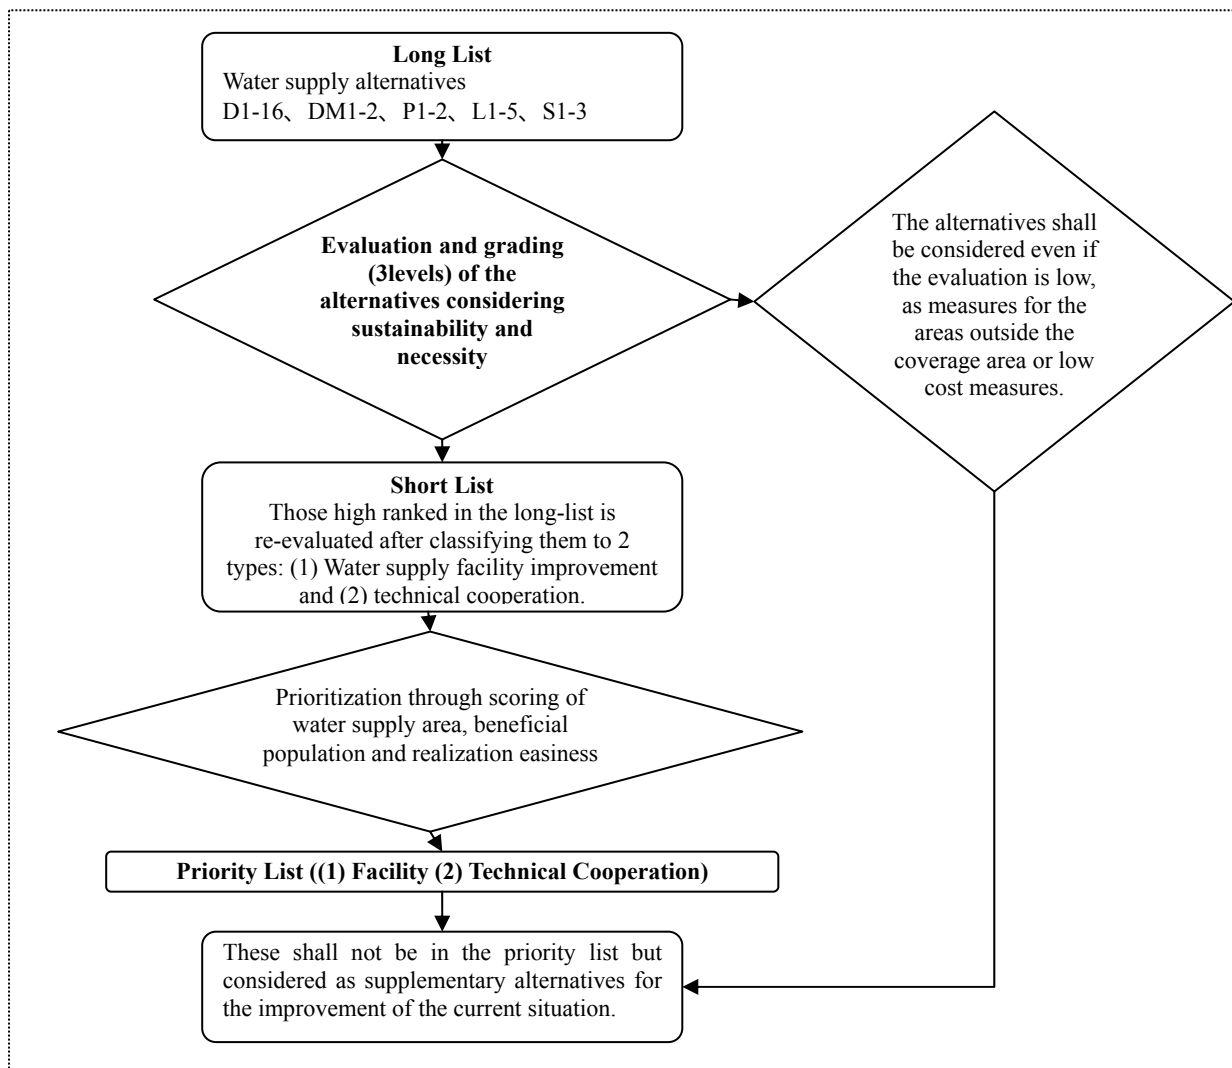 Long List
Water supply alternatives
D1-16、DM1-2、P1-2、L1-5、S1-3
Evaluation and grading
(3levels) of the
alternatives considering
sustainability and
necessity
The alternatives shall
be considered even if
the evaluation is low,
as measures for the
areas outside the
coverage area or low
cost measures.
Short List
Those high ranked in the long-list is
re-evaluated after classifying them to 2
types: (1) Water supply facility improvement
and (2) technical cooperation.
Prioritization through scoring of
water supply area, beneficial
population and realization easiness
Priority List ((1) Facility (2) Technical Cooperation)
These shall not be in the priority list but
considered as supplementary alternatives for
the improvement of the current situation.